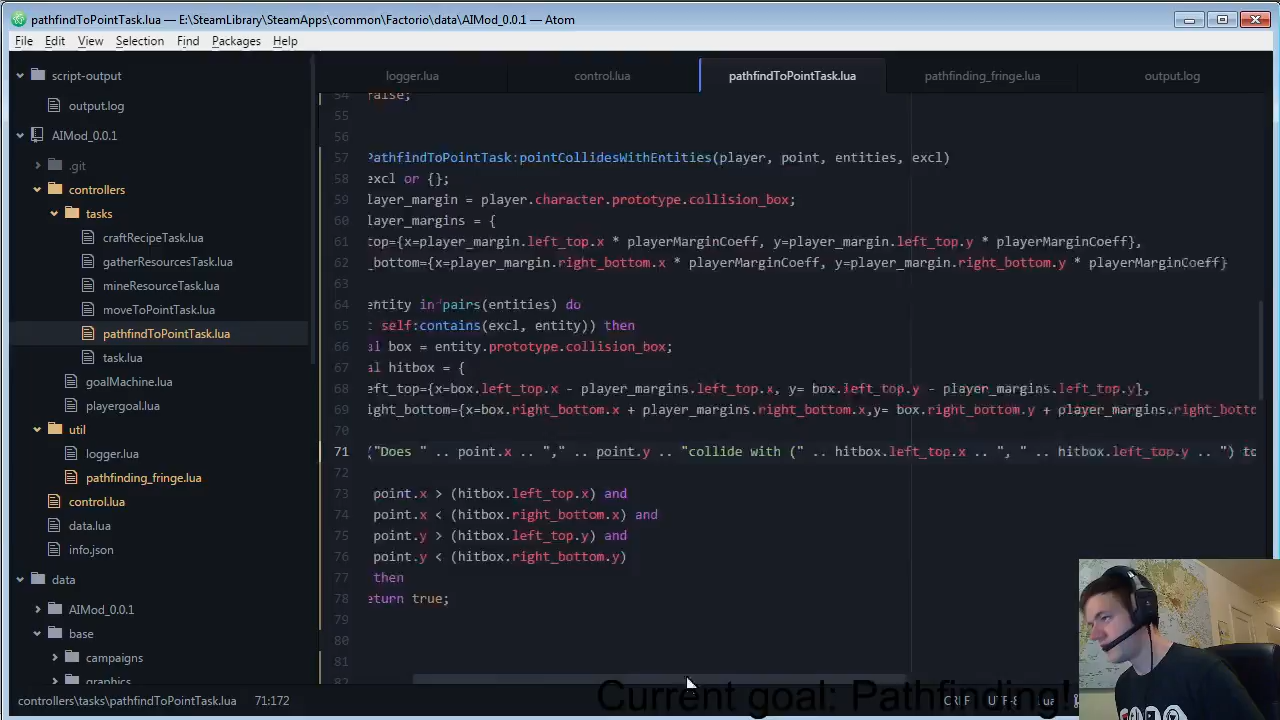 pathfindToPointTask.lua — E:\SteamLibrary\SteamApps\common\Factorio\data\AIMod_0.0.1 — Atom
File Edit View Selection Find Packages Help
script-output
output.log
AIMod_0.0.1
.git
controllers
tasks
craftRecipeTask.lua
gatherResourcesTask.lua
mineResourceTask.lua
moveToPointTask.lua
pathfindToPointTask.lua
task.lua
goalMachine.lua
playergoal.lua
util
logger.lua
pathfinding_fringe.lua
control.lua
data.lua
info.json
data
AIMod_0.0.1
base
campaigns
graphics
logger.lua control.lua pathfindToPointTask.lua pathfinding_fringe.lua output.log
54 false;
55
56
57 PathfindToPointTask:pointCollidesWithEntities(player, point, entities, excl)
58 excl or {};
59 layer_margin = player.character.prototype.collision_box;
60 layer_margins = {
61 top={x=player_margin.left_top.x * playerMarginCoeff, y=player_margin.left_top.y * playerMarginCoeff},
62 _bottom={x=player_margin.right_bottom.x * playerMarginCoeff, y=player_margin.right_bottom.y * playerMarginCoeff}
63
64 entity in pairs(entities) do
65 t self:contains(excl, entity)) then
66 al box = entity.prototype.collision_box;
67 al hitbox = {
68 eft_top={x=box.left_top.x - player_margins.left_top.x, y= box.left_top.y - player_margins.left_top.y},
69 ight_bottom={x=box.right_bottom.x + player_margins.right_bottom.x,y= box.right_bottom.y + player_margins.right_botto
70
71 ("Does " .. point.x .. "," .. point.y .. "collide with (" .. hitbox.left_top.x .. ", " .. hitbox.left_top.y .. ") to
72
73 point.x > (hitbox.left_top.x) and
74 point.x < (hitbox.right_bottom.x) and
75 point.y > (hitbox.left_top.y) and
76 point.y < (hitbox.right_bottom.y)
77 then
78 eturn true;
79
80
81
82
controllers\tasks\pathfindToPointTask.lua 71:172 CRLF UTF-8 Lua
Current goal: Pathfinding!